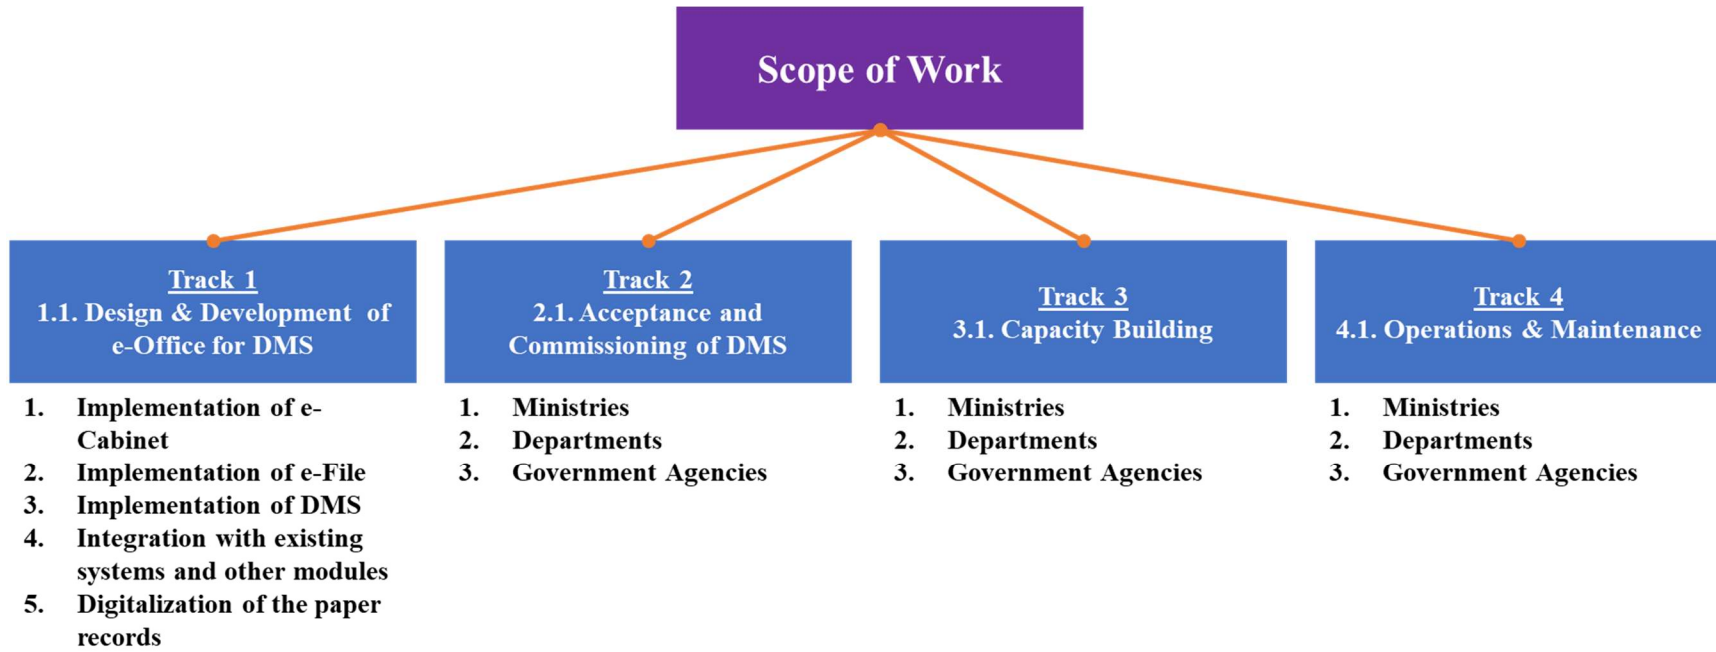 Scope of Work
Track 1
1.1. Design & Development of
e-Office for DMS
1. Implementation of e-
Cabinet
2. Implementation of e-File
3. Implementation of DMS
4. Integration with existing
systems and other modules
5. Digitalization of the paper
records
Track 2
2.1. Acceptance and
Commissioning of DMS
1. Ministries
2. Departments
3. Government Agencies
Track 3
3.1. Capacity Building
1. Ministries
2. Departments
3. Government Agencies
Track 4
4.1. Operations & Maintenance
1. Ministries
2. Departments
3. Government Agencies